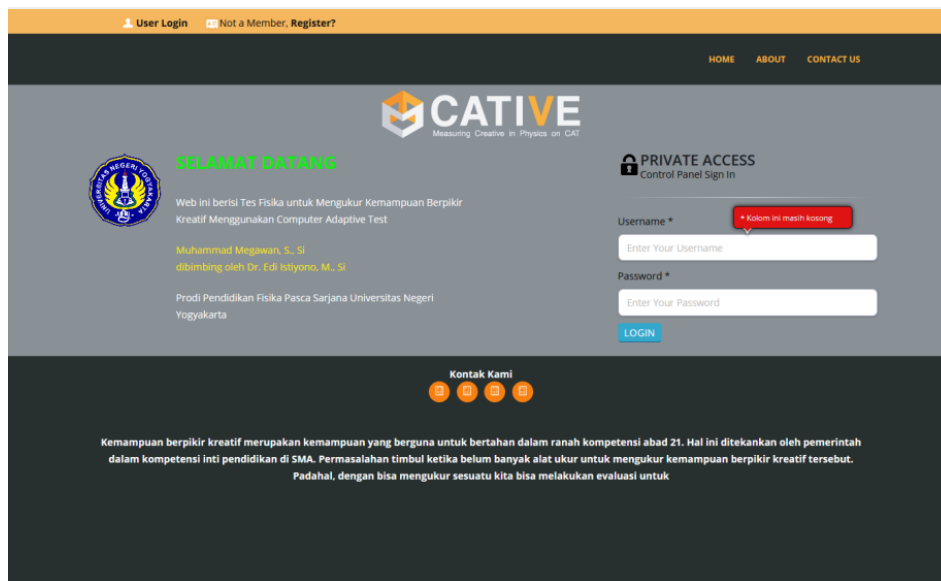 User Login
Not a Member, Register?
HOME ABOUT CONTACT US
CATIVE
Measuring Creative in Physics on CAT
UNIVERSITAS NEGERI YOGYAKARTA
SELAMAT DATANG
Web ini berisi Tes Fisika untuk Mengukur Kemampuan Berpikir
Kreatif Menggunakan Computer Adaptive Test
Muhammad Megawan, S., Si
dibimbing oleh Dr. Edi Istiyono, M., Si
Prodi Pendidikan Fisika Pasca Sarjana Universitas Negeri
Yogyakarta
PRIVATE ACCESS
Control Panel Sign In
Username *
* Kolom ini masih kosong
Enter Your Username
Password *
Enter Your Password
LOGIN
Kontak Kami
Kemampuan berpikir kreatif merupakan kemampuan yang berguna untuk bertahan dalam ranah kompetensi abad 21. Hal ini ditekankan oleh pemerintah
dalam kompetensi inti pendidikan di SMA. Permasalahan timbul ketika belum banyak alat ukur untuk mengukur kemampuan berpikir kreatif tersebut.
Padahal, dengan bisa mengukur sesuatu kita bisa melakukan evaluasi untuk